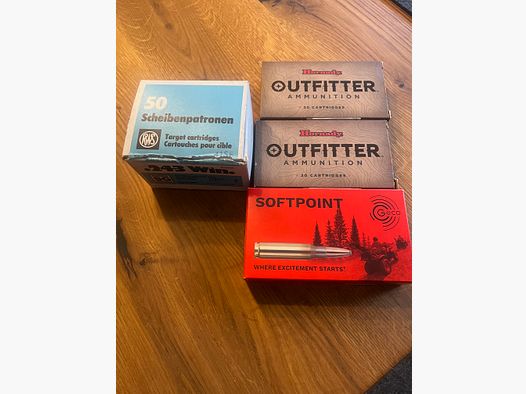 50
Scheibenpatronen
RWS
Target cartridges
Cartouches pour cible
.243 Win.
Hornady
OUTFITTER
AMMUNITION
20 CARTRIDGES
Hornady
OUTFITTER
AMMUNITION
20 CARTRIDGES
SOFTPOINT
Geco
WHERE EXCITEMENT STARTS!